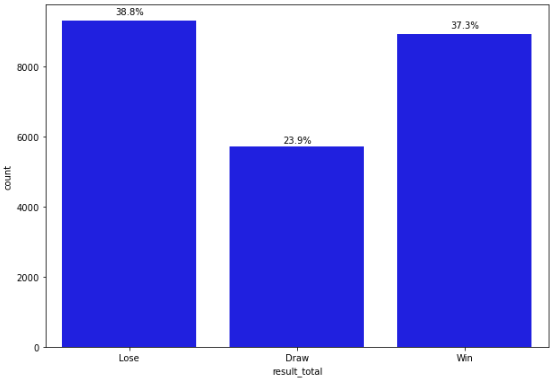 38.8%
37.3%
23.9%
8000
6000
4000
2000
0
count
Lose Draw Win
result_total